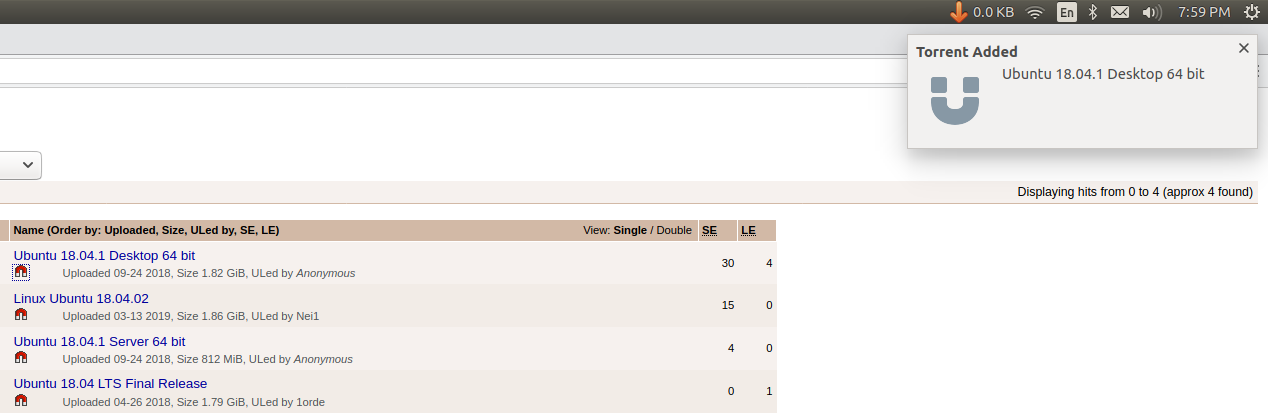 0.0 KB En 7:59 PM
Torrent Added
Ubuntu 18.04.1 Desktop 64 bit
Displaying hits from 0 to 4 (approx 4 found)
Name (Order by: Uploaded, Size, ULed by, SE, LE) View: Single / Double SE LE
Ubuntu 18.04.1 Desktop 64 bit 30 4
Uploaded 09-24 2018, Size 1.82 GiB, ULed by Anonymous
Linux Ubuntu 18.04.02 15 0
Uploaded 03-13 2019, Size 1.86 GiB, ULed by Nei1
Ubuntu 18.04.1 Server 64 bit 4 0
Uploaded 09-24 2018, Size 812 MiB, ULed by Anonymous
Ubuntu 18.04 LTS Final Release 0 1
Uploaded 04-26 2018, Size 1.79 GiB, ULed by 1orde